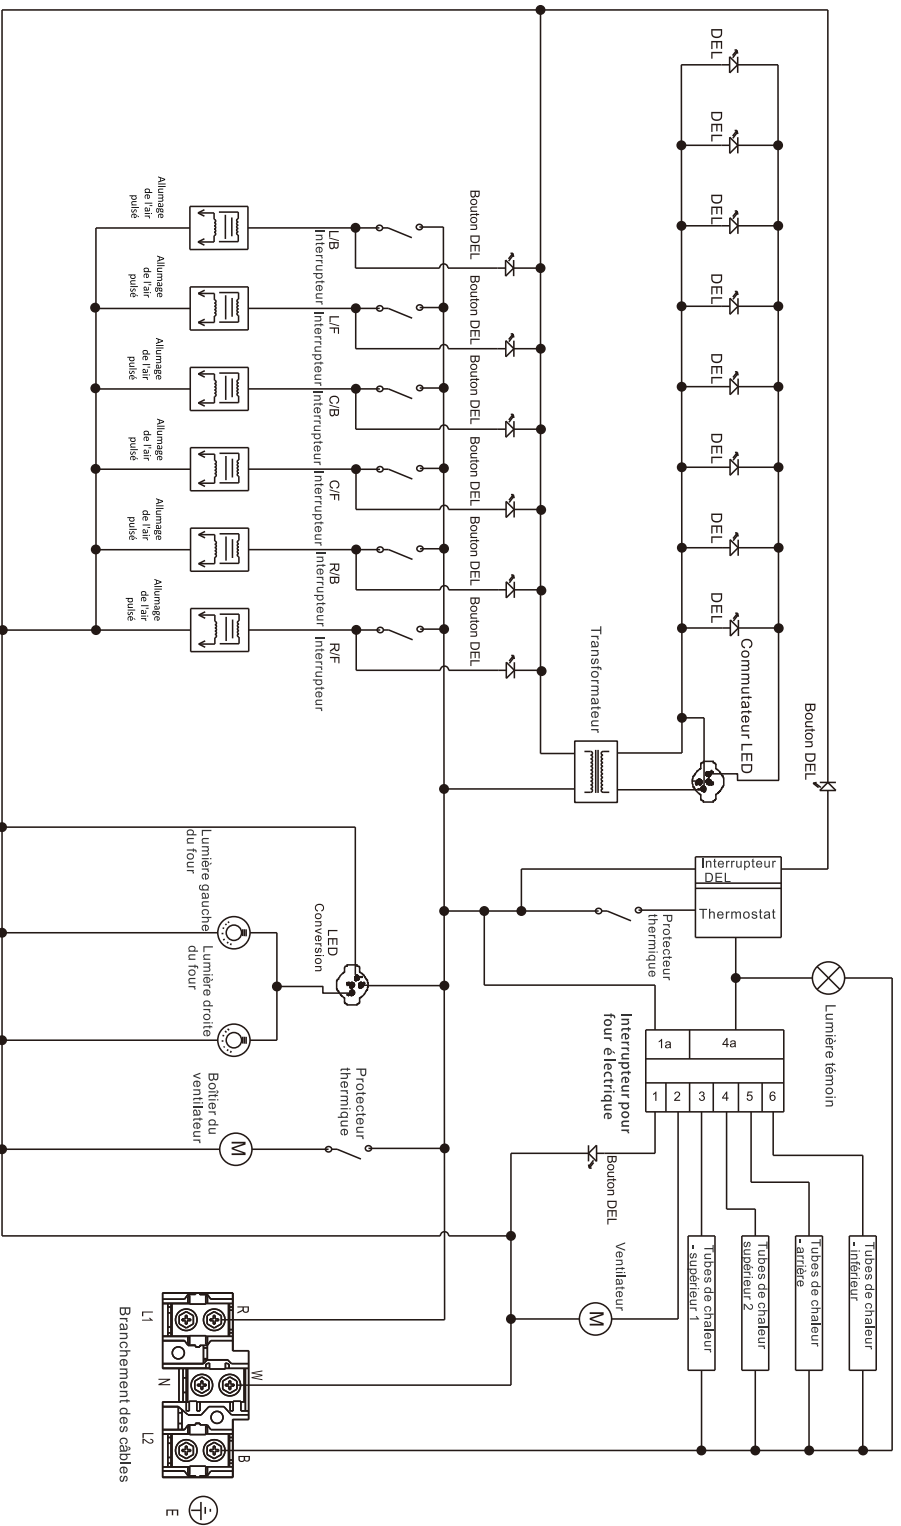 DEL
DEL
DEL
DEL
DEL
DEL
DEL
DEL
Commutateur LED
Bouton DEL
Transformateur
Bouton DEL
Bouton DEL
Bouton DEL
Bouton DEL
Bouton DEL
Bouton DEL
L/B
Interrupteur
L/F
Interrupteur
C/B
Interrupteur
C/F
Interrupteur
R/B
Interrupteur
R/F
Interrupteur
Allumage
de l'air
pulsé
Allumage
de l'air
pulsé
Allumage
de l'air
pulsé
Allumage
de l'air
pulsé
Allumage
de l'air
pulsé
Allumage
de l'air
pulsé
Interrupteur
DEL
Thermostat
Protecteur
thermique
Lumière témoin
LED
Conversion
Lumière gauche
du four
Lumière droite
du four
Interrupteur pour
four électrique
1a
4a
1
2
3
4
5
6
Protecteur
thermique
Boîtier du
ventilateur
M
Bouton DEL
Ventilateur
M
Tubes de chaleur
- supérieur 1
Tubes de chaleur
supérieur 2
Tubes de chaleur
- arrière
Tubes de chaleur
- inférieur
R
W
B
L1
N
L2
Branchement des câbles
E